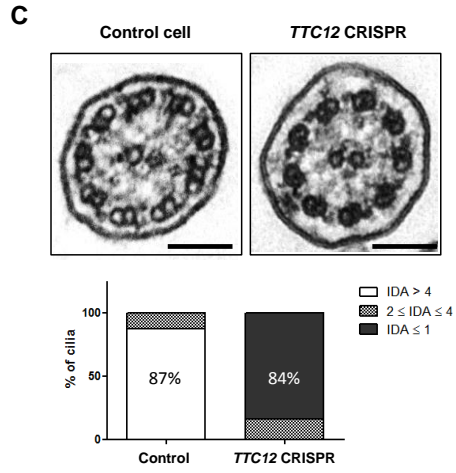 C
Control cell
TTC12 CRISPR
IDA > 4
2 ≤ IDA ≤ 4
IDA ≤ 1
% of cilia
100
50
0
87%
84%
Control
TTC12 CRISPR